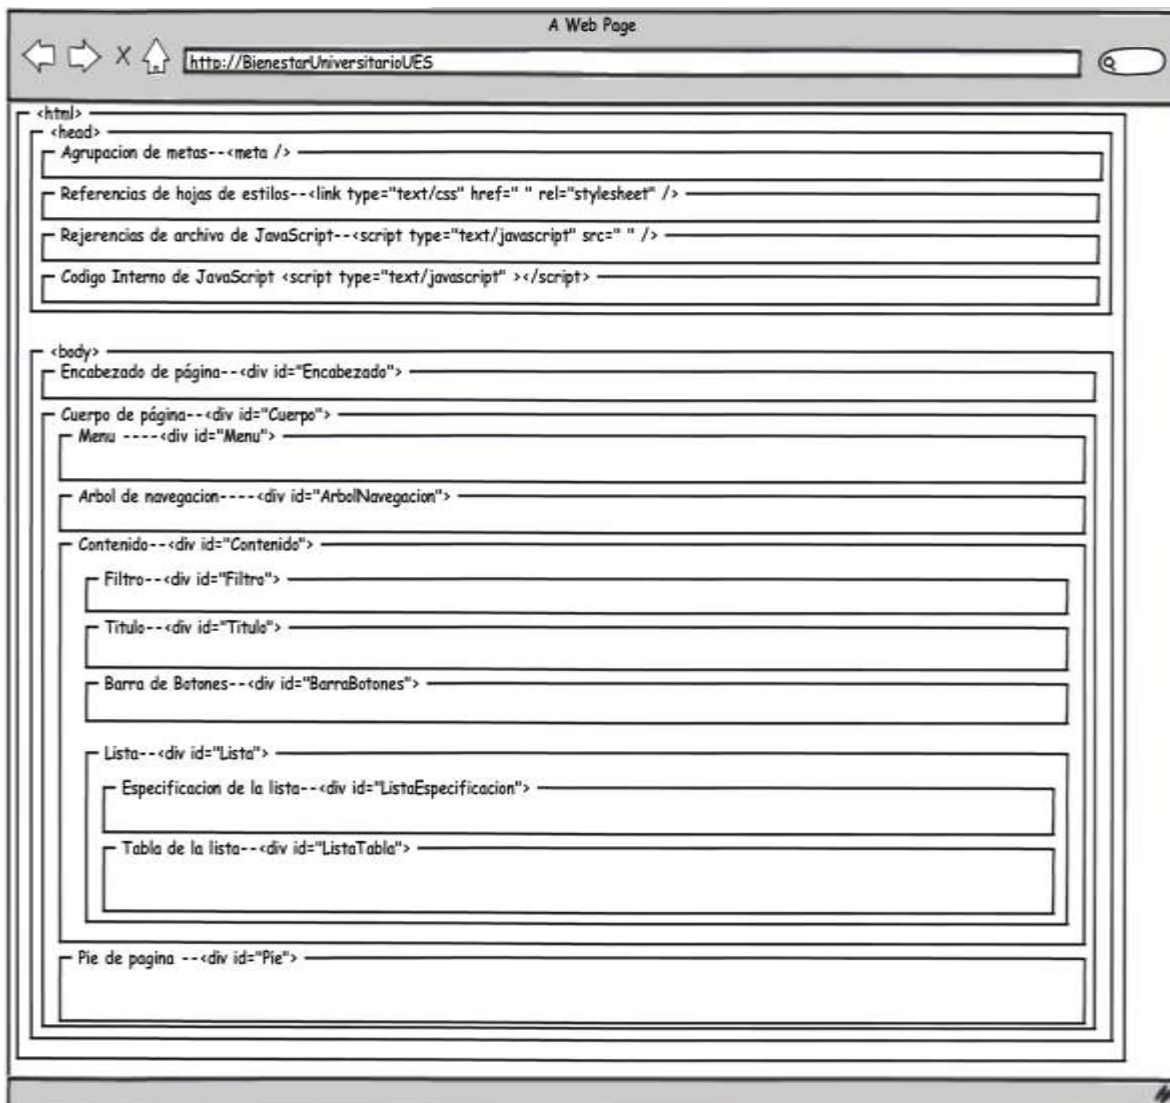 A Web Page
http://BienestarUniversitarioUES
<html>
<head>
Agrupacion de metas--<meta />
Referencias de hojas de estilos--<link type="text/css" href=" " rel="stylesheet" />
Rejerencias de archivo de JavaScript--<script type="text/javascript" src=" " />
Codigo Interno de JavaScript <script type="text/javascript" ></script>
<body>
Encabezado de página--<div id="Encabezado">
Cuerpo de página--<div id="Cuerpo">
Menu ----<div id="Menu">
Arbol de navegacion----<div id="ArbolNavegacion">
Contenido--<div id="Contenido">
Filtro--<div id="Filtro">
Titulo--<div id="Titulo">
Barra de Botones--<div id="BarraBotones">
Lista--<div id="Lista">
Especificacion de la lista--<div id="ListaEspecificacion">
Tabla de la lista--<div id="ListaTabla">
Pie de pagina --<div id="Pie">